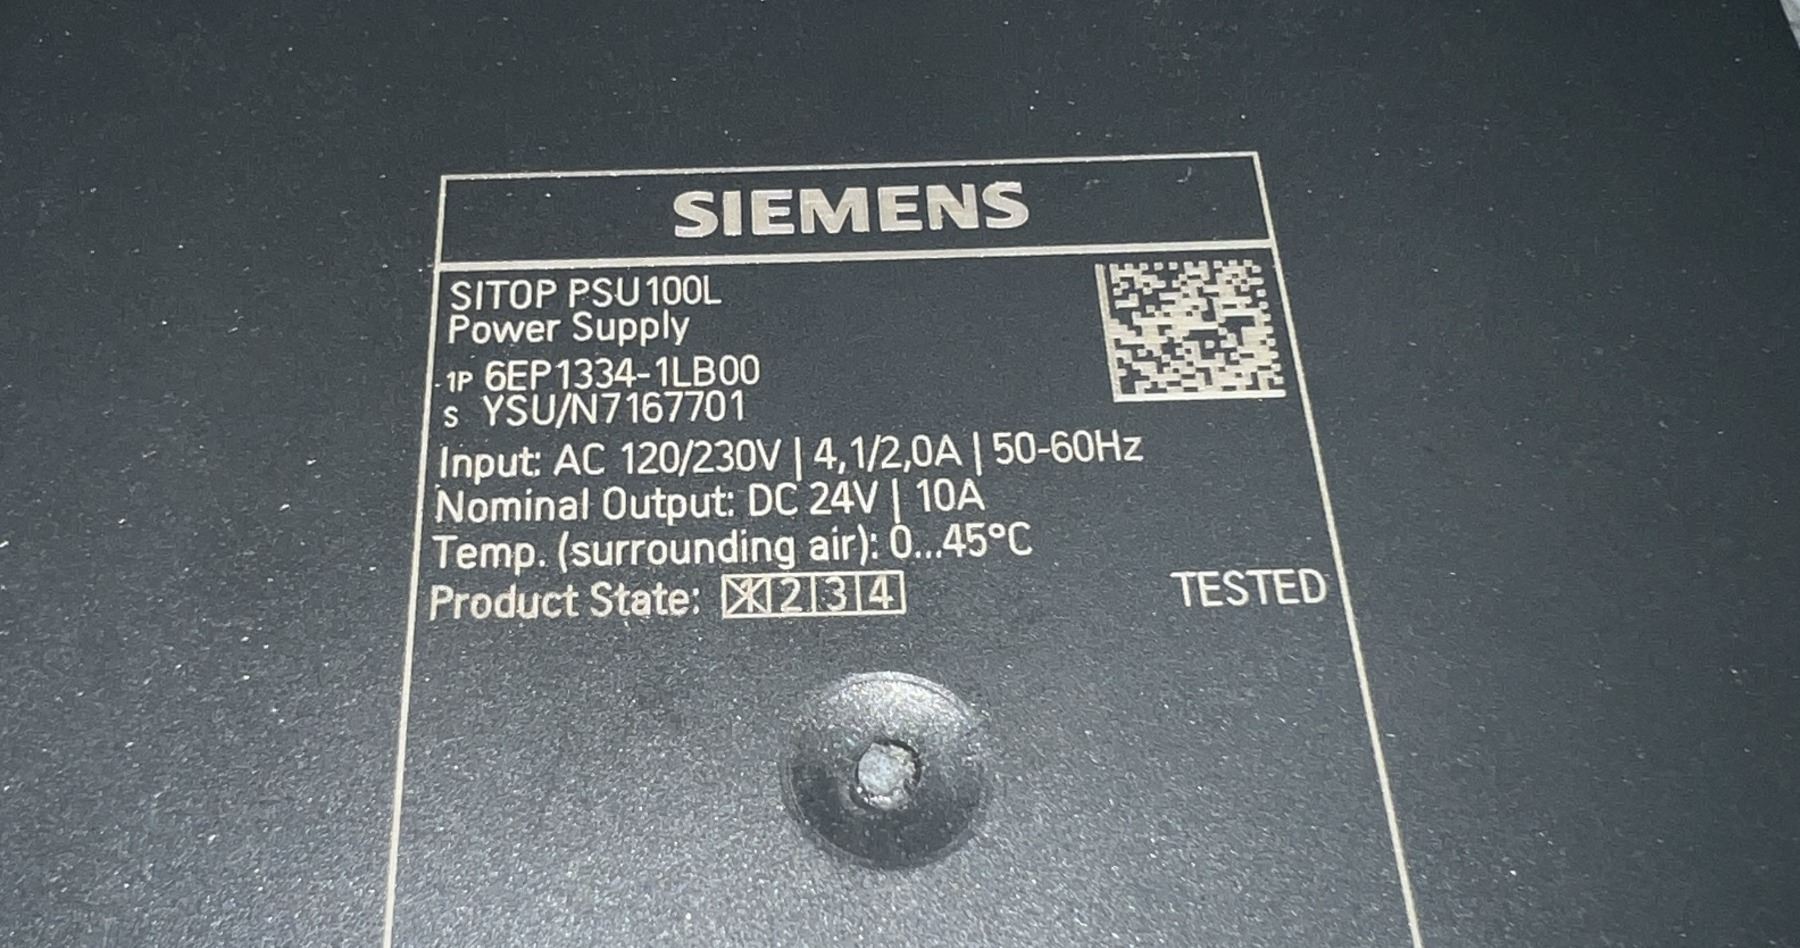 SIEMENS
SITOP PSU100L
Power Supply
1P 6EP1334-1LB00
S YSU/N7167701
Input: AC 120/230V | 4,1/2,0A | 50-60Hz
Nominal Output: DC 24V | 10A
Temp. (surrounding air): 0...45°C
Product State: X 2 3 4
TESTED